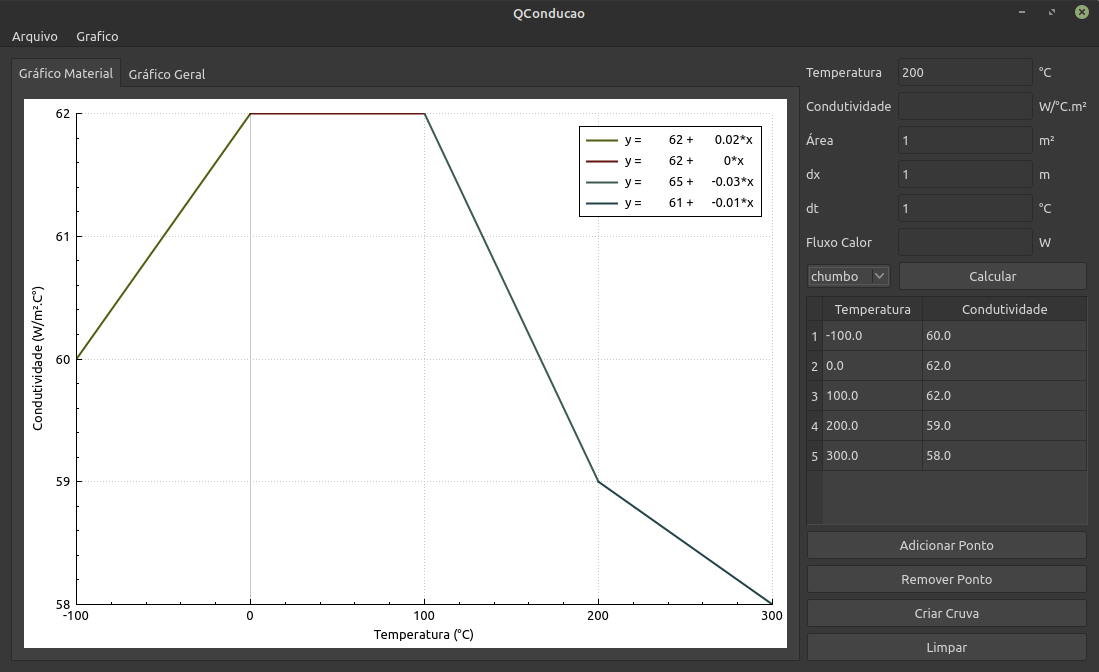 QConducao
Arquivo Grafico
Gráfico Material Gráfico Geral
62
61
60
59
58
-100 0 100 200 300
Condutividade (W/m².C°)
Temperatura (°C)
y = 62 + 0.02*x
y = 62 + 0*x
y = 65 + -0.03*x
y = 61 + -0.01*x
Temperatura 200 °C
Condutividade W/°C.m²
Área 1 m²
dx 1 m
dt 1 °C
Fluxo Calor W
chumbo Calcular
Temperatura Condutividade
1 -100.0 60.0
2 0.0 62.0
3 100.0 62.0
4 200.0 59.0
5 300.0 58.0
Adicionar Ponto
Remover Ponto
Criar Cruva
Limpar